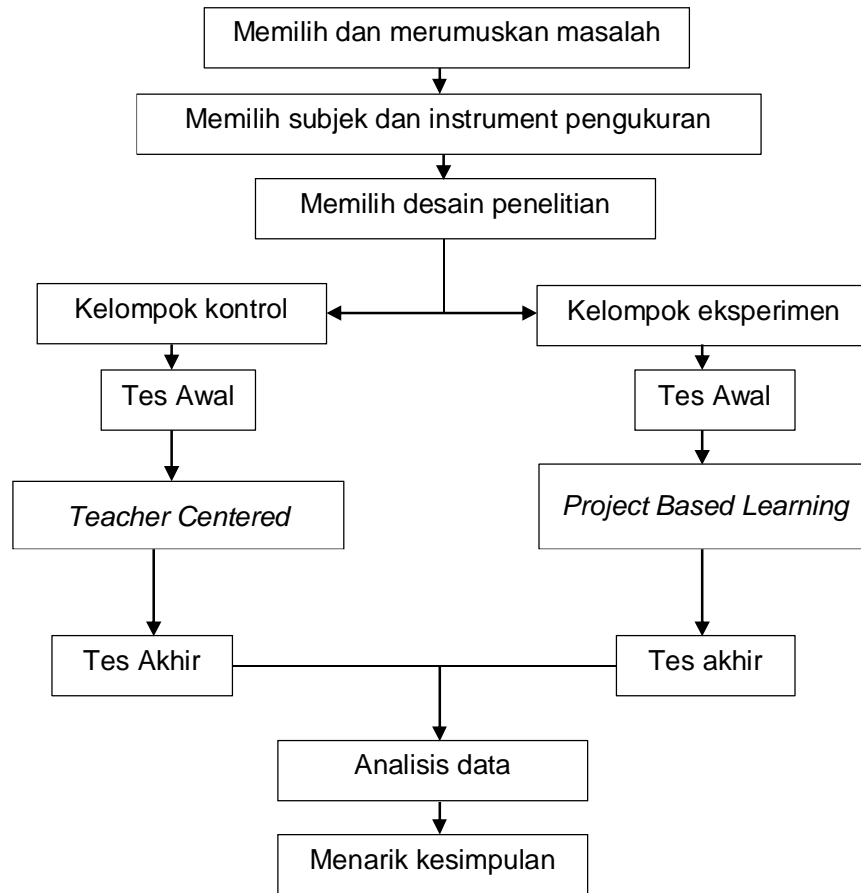 Memilih dan merumuskan masalah
Memilih subjek dan instrument pengukuran
Memilih desain penelitian
Kelompok kontrol
Kelompok eksperimen
Tes Awal
Tes Awal
Teacher Centered
Project Based Learning
Tes Akhir
Tes akhir
Analisis data
Menarik kesimpulan